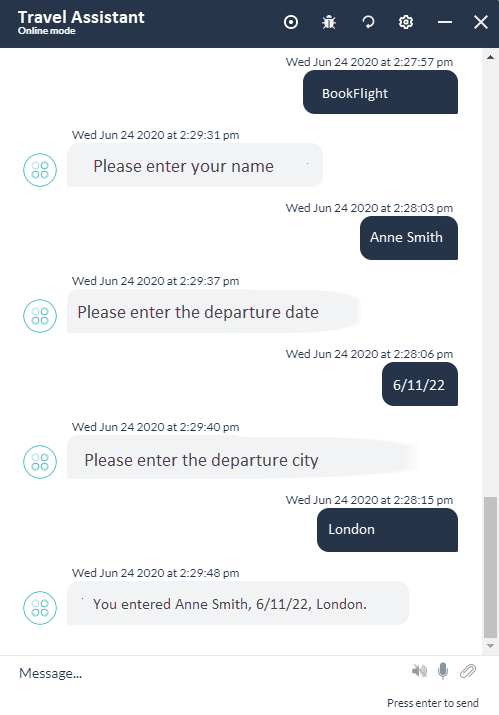 Travel Assistant
Online mode
Wed Jun 24 2020 at 2:27:57 pm
BookFlight
Wed Jun 24 2020 at 2:29:31 pm
Please enter your name
Wed Jun 24 2020 at 2:28:03 pm
Anne Smith
Wed Jun 24 2020 at 2:29:37 pm
Please enter the departure date
Wed Jun 24 2020 at 2:28:06 pm
6/11/22
Wed Jun 24 2020 at 2:29:40 pm
Please enter the departure city
Wed Jun 24 2020 at 2:28:15 pm
London
Wed Jun 24 2020 at 2:29:48 pm
You entered Anne Smith, 6/11/22, London.
Message...
Press enter to send